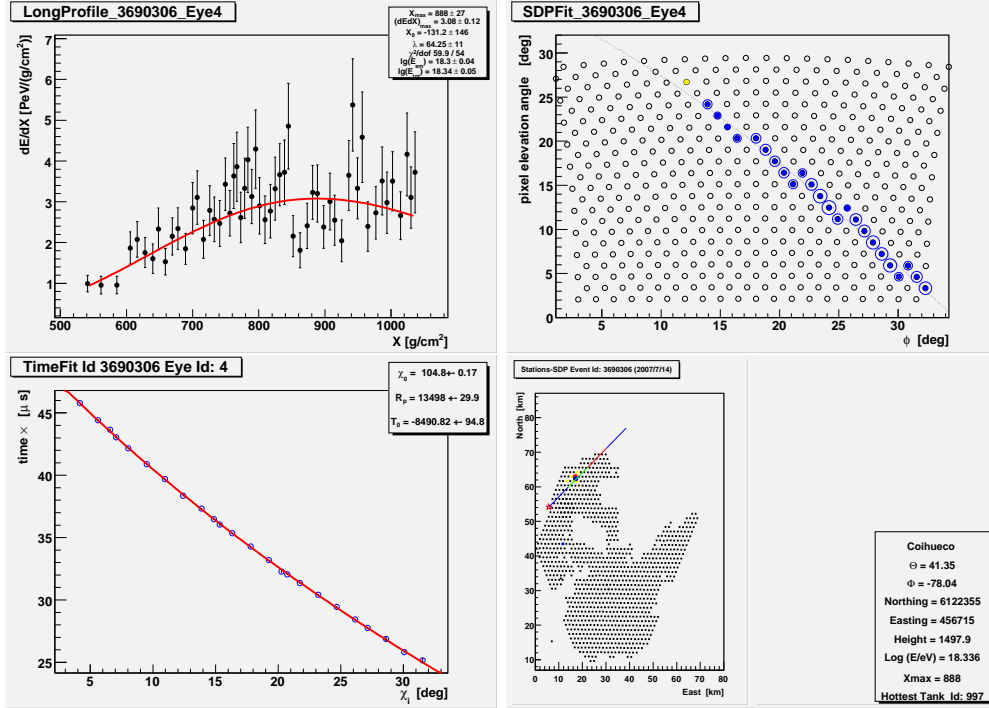 LongProfile_3690306_Eye4
X_max = 888 ± 27
(dEdX)_max = 3.08 ± 0.12
X_0 = -131.2 ± 146
λ = 64.25 ± 11
χ²/dof 59.9 / 54
lg(E_em) = 18.3 ± 0.04
lg(E_tot) = 18.34 ± 0.05
dE/dX [PeV/(g/cm²)]
7
6
5
4
3
2
1
500 600 700 800 900 1000
X [g/cm²]
SDPFit_3690306_Eye4
pixel elevation angle [deg]
30
25
20
15
10
5
0
5 10 15 20 25 30
ϕ [deg]
TimeFit Id 3690306 Eye Id: 4
χ_0 = 104.8+- 0.17
R_p = 13498 +- 29.9
T_0 = -8490.82 +- 94.8
time× [μ s]
45
40
35
30
25
5 10 15 20 25 30
χ_i [deg]
Stations-SDP Event Id: 3690306 (2007/7/14)
North [km]
80
70
60
50
40
30
20
10
0 10 20 30 40 50 60 70 80
East [km]
Coihueco
Θ = 41.35
Φ = -78.04
Northing = 6122355
Easting = 456715
Height = 1497.9
Log (E/eV) = 18.336
Xmax = 888
Hottest Tank Id: 997